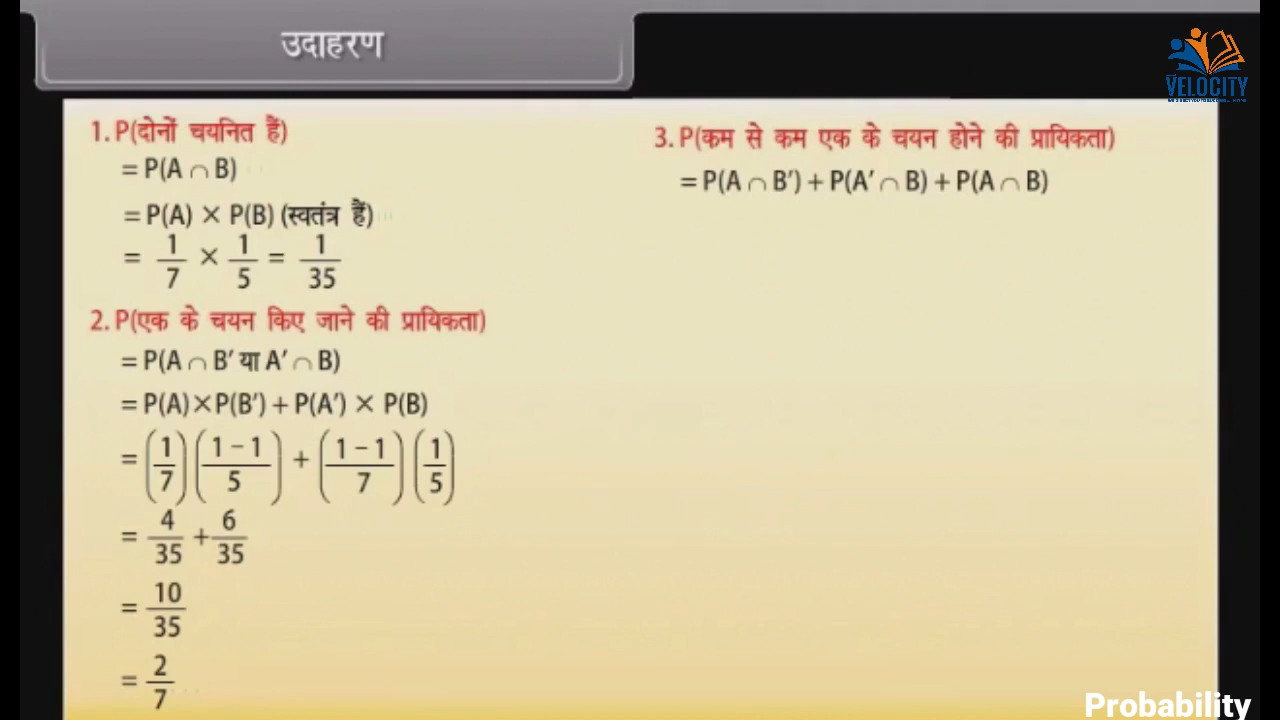 उदाहरण
VELOCITY
1. P(दोनों चयनित हैं)
= P(A ∩ B)
= P(A) × P(B) (स्वतंत्र हैं)
= 1/7 × 1/5 = 1/35
2. P(एक के चयन किए जाने की प्रायिकता)
= P(A ∩ B′ या A′ ∩ B)
= P(A)×P(B′) + P(A′) × P(B)
= (1/7) ((1 – 1)/5) + ((1 – 1)/7) (1/5)
= 4/35 + 6/35
= 10/35
= 2/7
3. P(कम से कम एक के चयन होने की प्रायिकता)
= P(A ∩ B′) + P(A′ ∩ B) + P(A ∩ B)
Probability